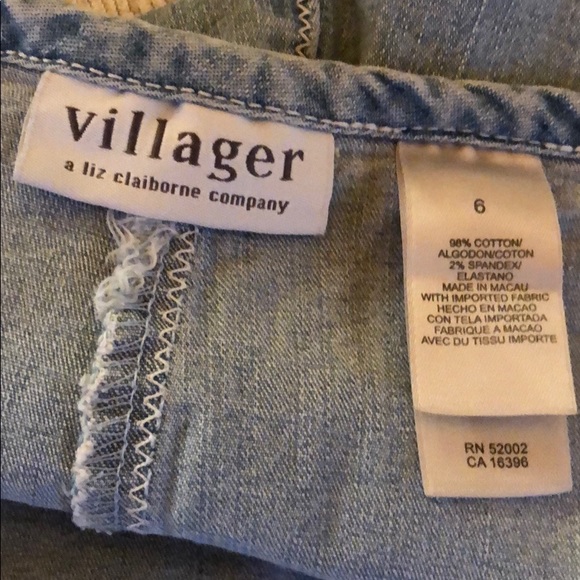 villager
a liz claiborne company
6
98% COTTON/
ALGODON/COTON
2% SPANDEX/
ELASTANO
MADE IN MACAU
WITH IMPORTED FABRIC
HECHO EN MACAO
CON TELA IMPORTADA
FABRIQUE A MACAO
AVEC DU TISSU IMPORTE
RN 52002
CA 16396